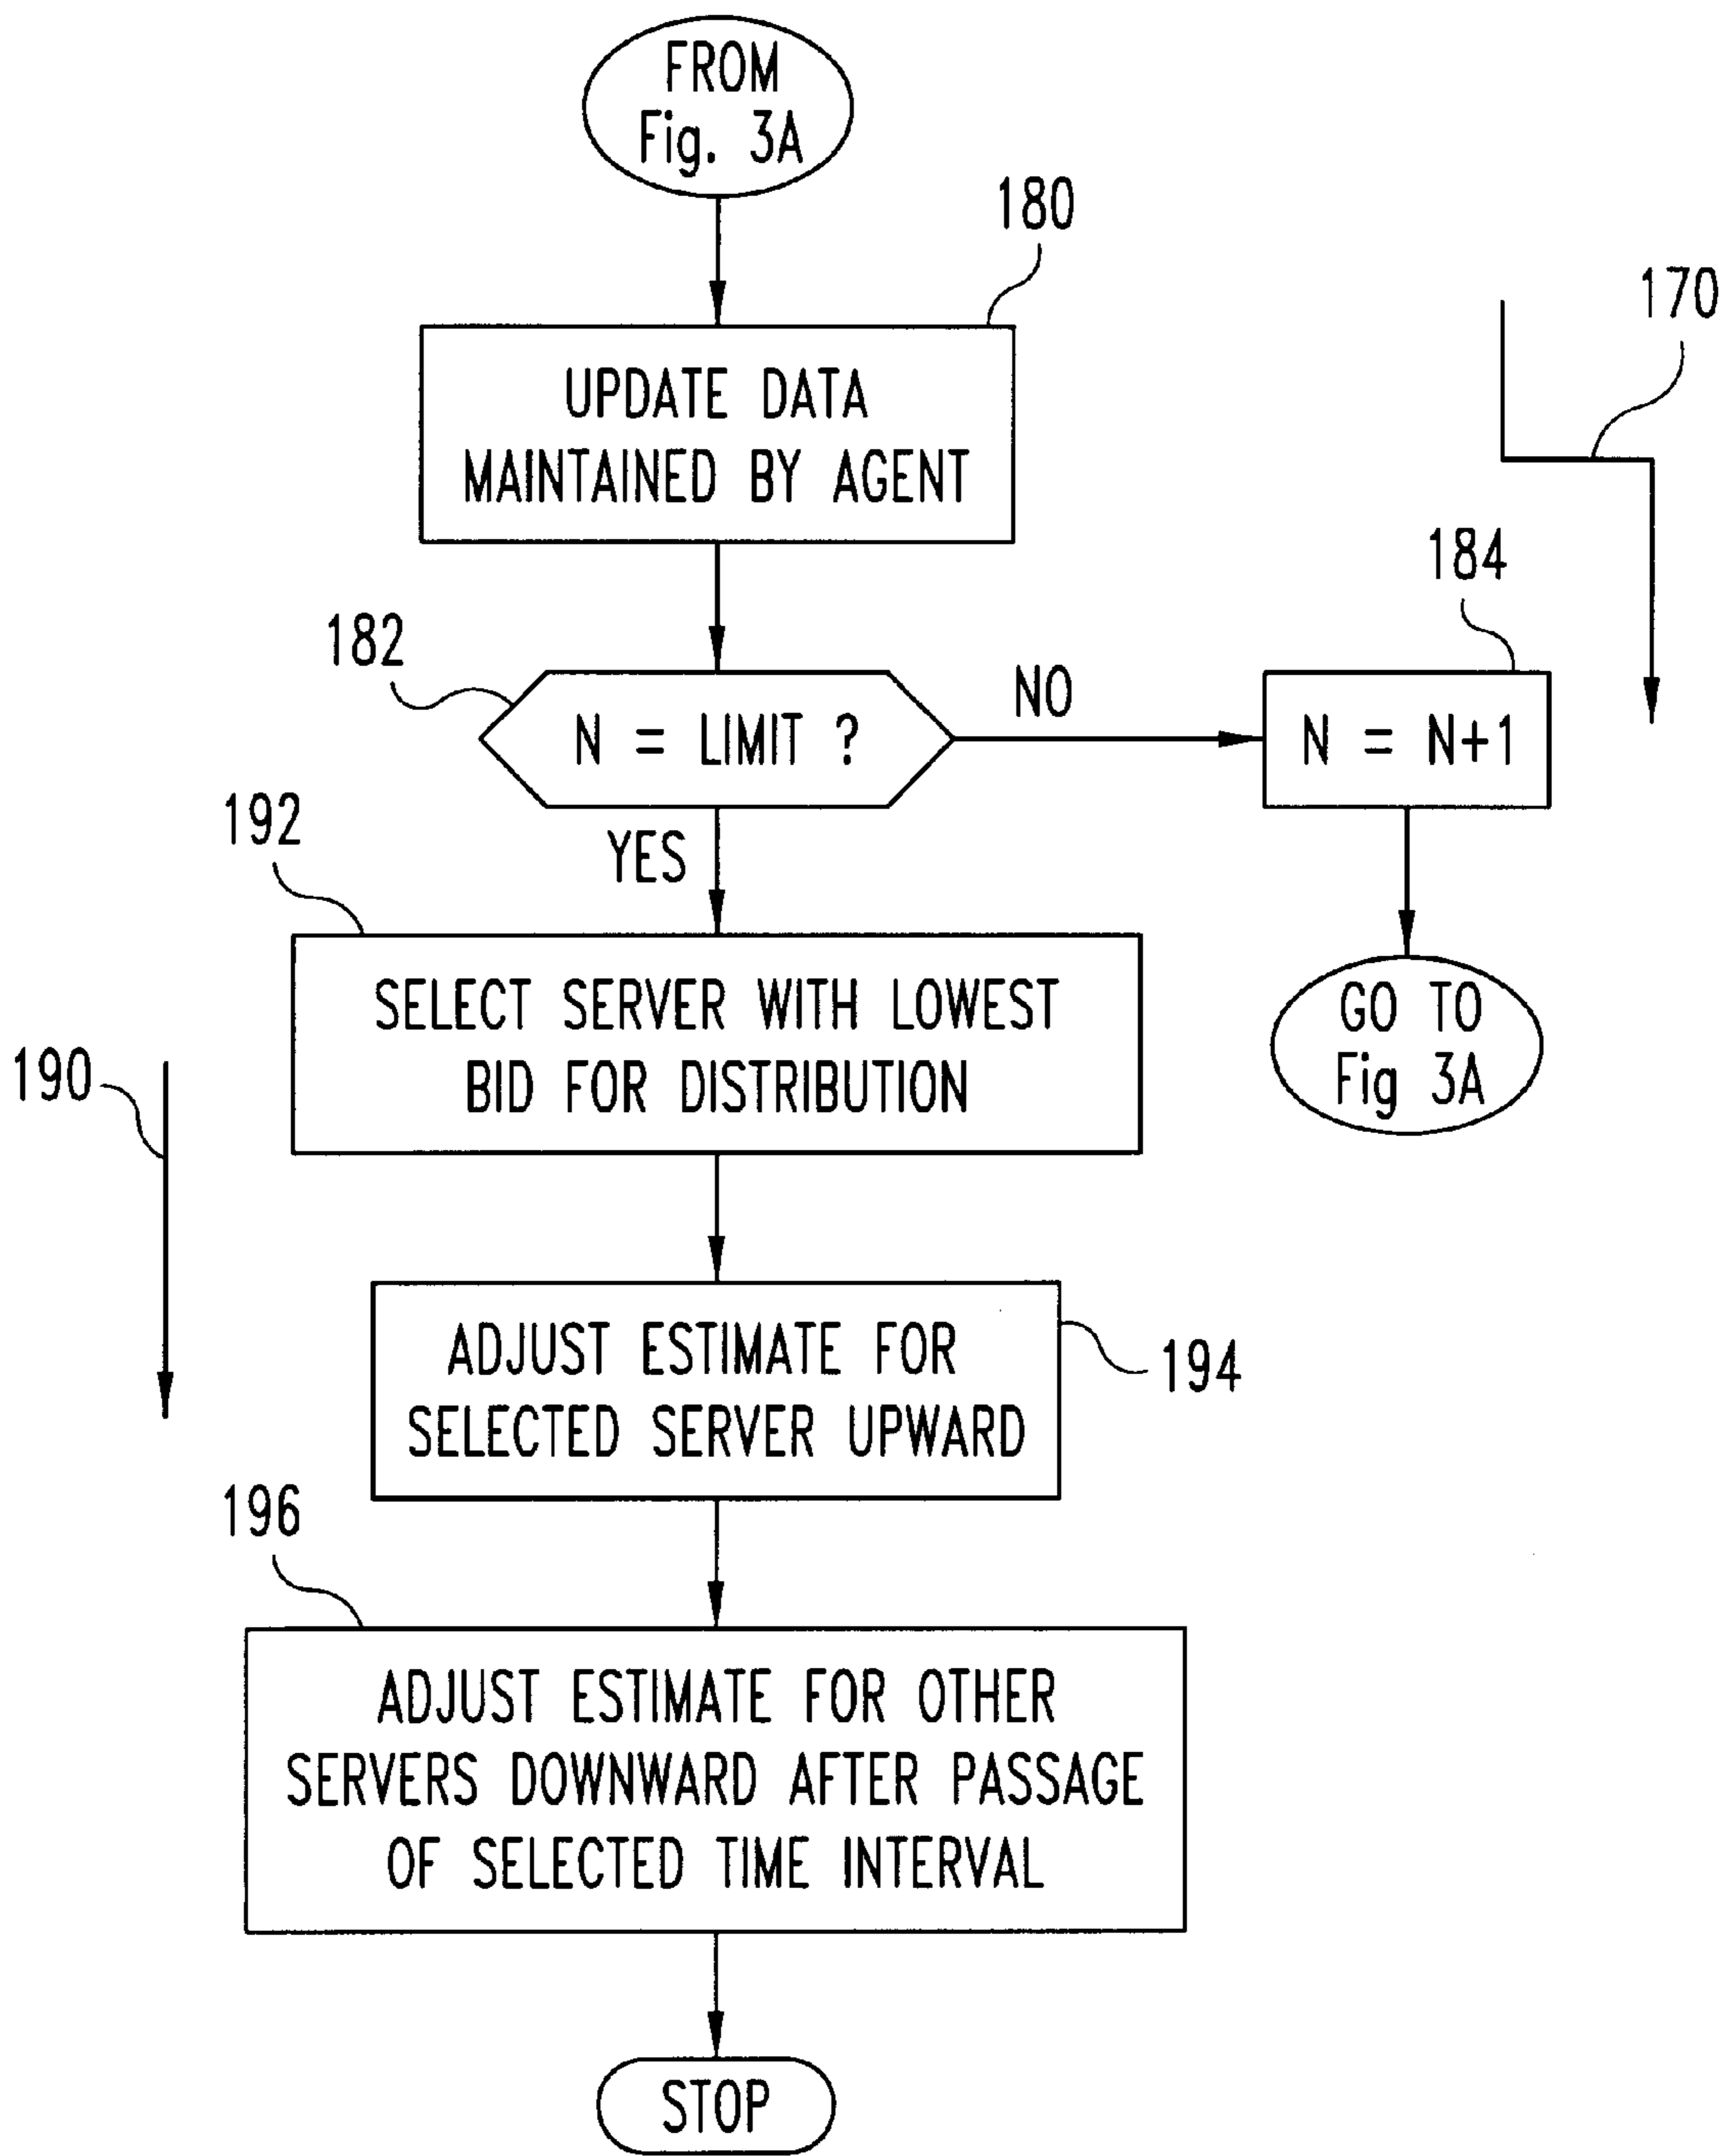 FROM
Fig. 3A
180
170
UPDATE DATA
MAINTAINED BY AGENT
184
182
NO
N = LIMIT ?
N = N+1
192
YES
SELECT SERVER WITH LOWEST
BID FOR DISTRIBUTION
GO TO
Fig 3A
190
ADJUST ESTIMATE FOR
SELECTED SERVER UPWARD
194
196
ADJUST ESTIMATE FOR OTHER
SERVERS DOWNWARD AFTER PASSAGE
OF SELECTED TIME INTERVAL
STOP